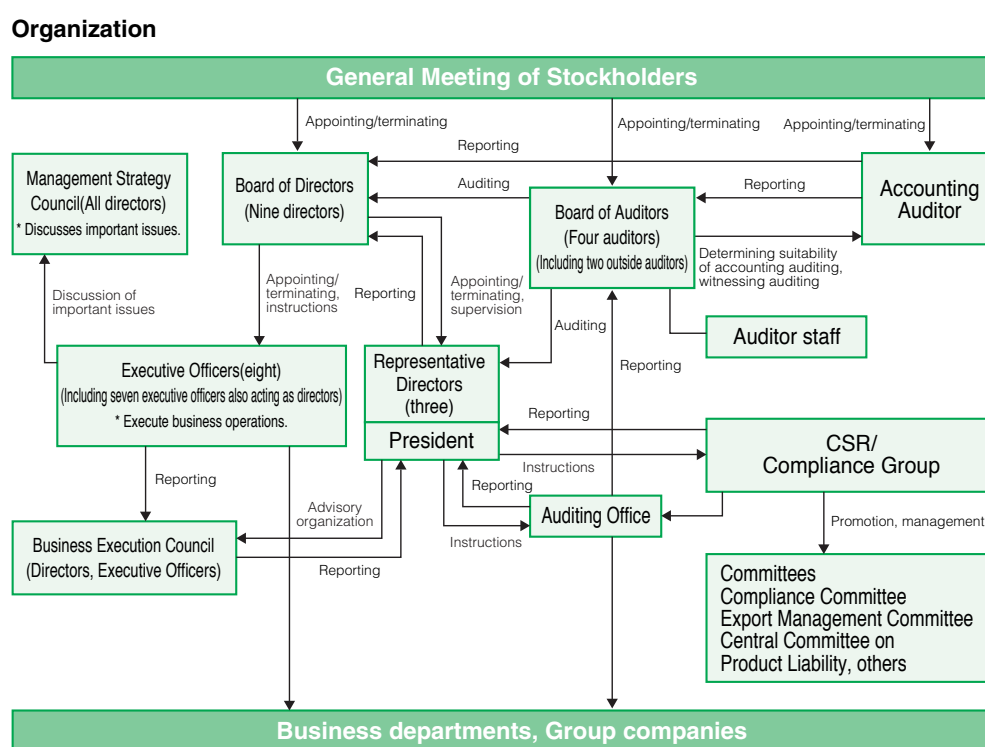 Organization
General Meeting of Stockholders
Appointing/terminating
Appointing/terminating
Appointing/terminating
Reporting
Management Strategy
Council(All directors)
* Discusses important issues.
Board of Directors
(Nine directors)
Auditing
Board of Auditors
(Four auditors)
(Including two outside auditors)
Reporting
Accounting
Auditor
Determining suitability
of accounting auditing,
witnessing auditing
Discussion of
important issues
Appointing/
terminating,
instructions
Reporting
Appointing/
terminating,
supervision
Auditing
Reporting
Auditor staff
Executive Officers(eight)
(Including seven executive officers also acting as directors)
* Execute business operations.
Representative
Directors
(three)
President
Reporting
Instructions
CSR/
Compliance Group
Reporting
Advisory
organization
Reporting
Instructions
Auditing Office
Promotion, management
Business Execution Council
(Directors, Executive Officers)
Reporting
Committees
Compliance Committee
Export Management Committee
Central Committee on
Product Liability, others
Business departments, Group companies